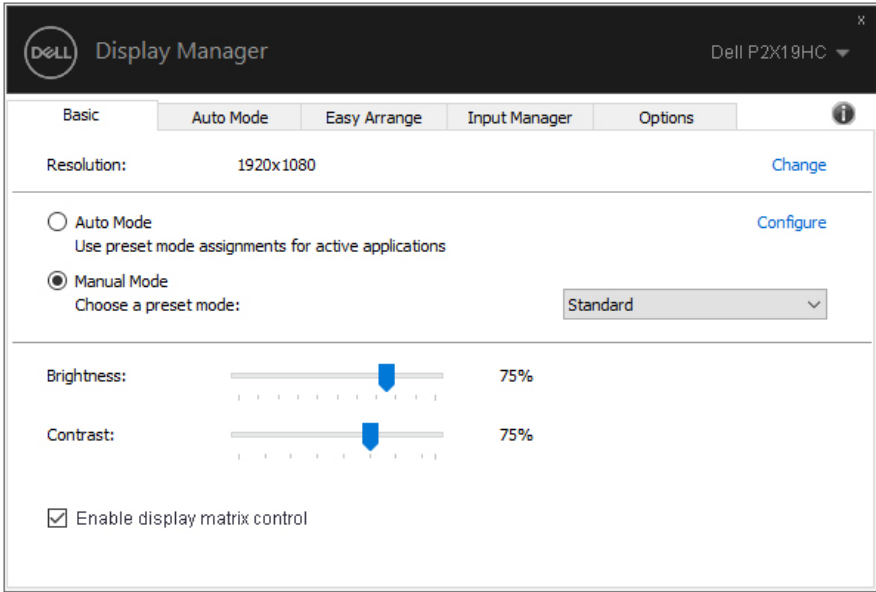 x
DELL Display Manager Dell P2X19HC
Basic Auto Mode Easy Arrange Input Manager Options i
Resolution: 1920x1080 Change
Auto Mode Configure
Use preset mode assignments for active applications
Manual Mode
Choose a preset mode: Standard
Brightness: 75%
Contrast: 75%
Enable display matrix control